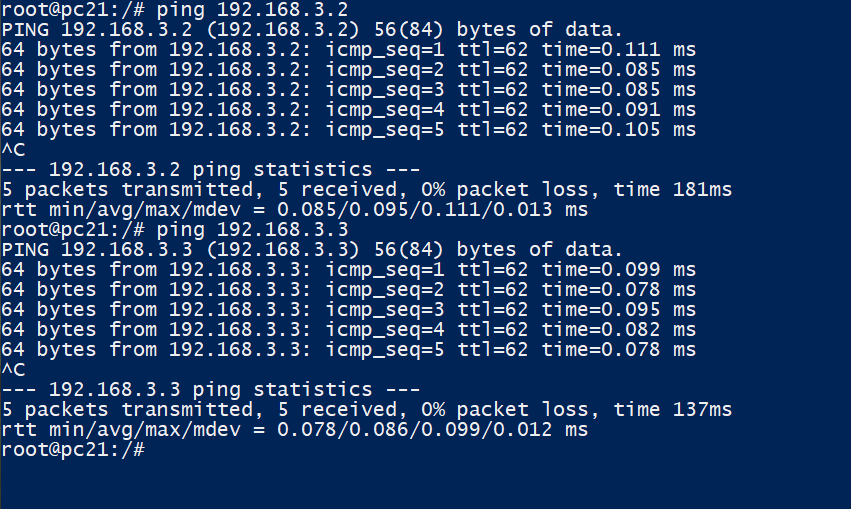 root@pc21:/# ping 192.168.3.2
PING 192.168.3.2 (192.168.3.2) 56(84) bytes of data.
64 bytes from 192.168.3.2: icmp_seq=1 ttl=62 time=0.111 ms
64 bytes from 192.168.3.2: icmp_seq=2 ttl=62 time=0.085 ms
64 bytes from 192.168.3.2: icmp_seq=3 ttl=62 time=0.085 ms
64 bytes from 192.168.3.2: icmp_seq=4 ttl=62 time=0.091 ms
64 bytes from 192.168.3.2: icmp_seq=5 ttl=62 time=0.105 ms
^C
--- 192.168.3.2 ping statistics ---
5 packets transmitted, 5 received, 0% packet loss, time 181ms
rtt min/avg/max/mdev = 0.085/0.095/0.111/0.013 ms
root@pc21:/# ping 192.168.3.3
PING 192.168.3.3 (192.168.3.3) 56(84) bytes of data.
64 bytes from 192.168.3.3: icmp_seq=1 ttl=62 time=0.099 ms
64 bytes from 192.168.3.3: icmp_seq=2 ttl=62 time=0.078 ms
64 bytes from 192.168.3.3: icmp_seq=3 ttl=62 time=0.095 ms
64 bytes from 192.168.3.3: icmp_seq=4 ttl=62 time=0.082 ms
64 bytes from 192.168.3.3: icmp_seq=5 ttl=62 time=0.078 ms
^C
--- 192.168.3.3 ping statistics ---
5 packets transmitted, 5 received, 0% packet loss, time 137ms
rtt min/avg/max/mdev = 0.078/0.086/0.099/0.012 ms
root@pc21:/#